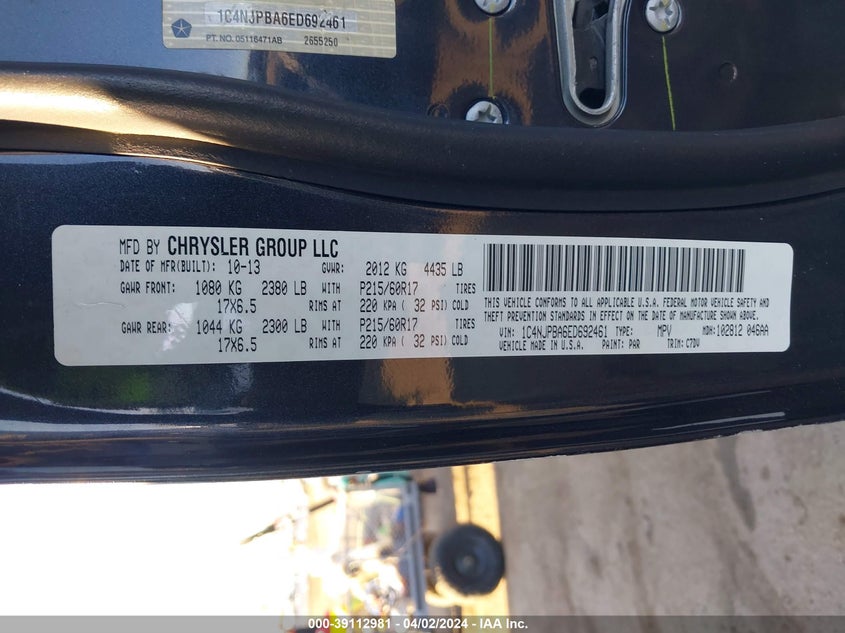 1C4NJPBA6ED692461
PT. NO. 05116471AB 2655250
MFD BY CHRYSLER GROUP LLC
DATE OF MFR(BUILT): 10-13 GVWR: 2012 KG 4435 LB
GAWR FRONT: 1080 KG 2380 LB WITH P215/60R17 TIRES
17X6.5 RIMS AT 220 KPA ( 32 PSI) COLD
GAWR REAR: 1044 KG 2300 LB WITH P215/60R17 TIRES
17X6.5 RIMS AT 220 KPA ( 32 PSI) COLD
THIS VEHICLE CONFORMS TO ALL APPLICABLE U.S.A. FEDERAL MOTOR VEHICLE SAFETY AND
THEFT PREVENTION STANDARDS IN EFFECT ON THE DATE OF MANUFACTURE SHOWN ABOVE.
VIN: 1C4NJPBA6ED692461 TYPE: MPV MDH: 102812 046AA
VEHICLE MADE IN U.S.A. PAINT: PAR TRIM: C7DV
000-39112981 - 04/02/2024 - IAAI.com